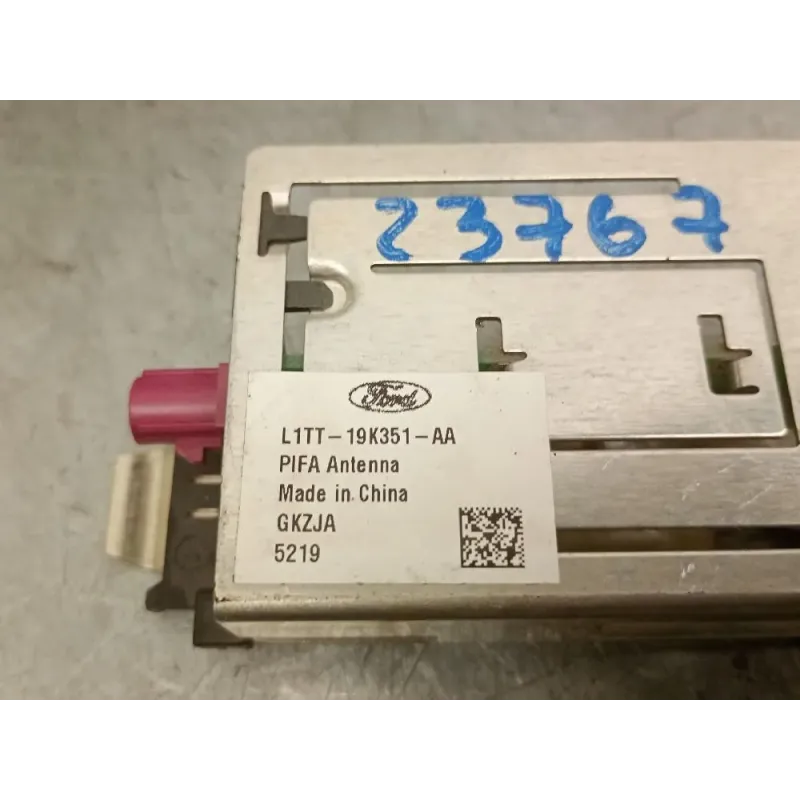 23767
Ford
L1TT-19K351-AA
PIFA Antenna
Made in China
GKZJA
5219